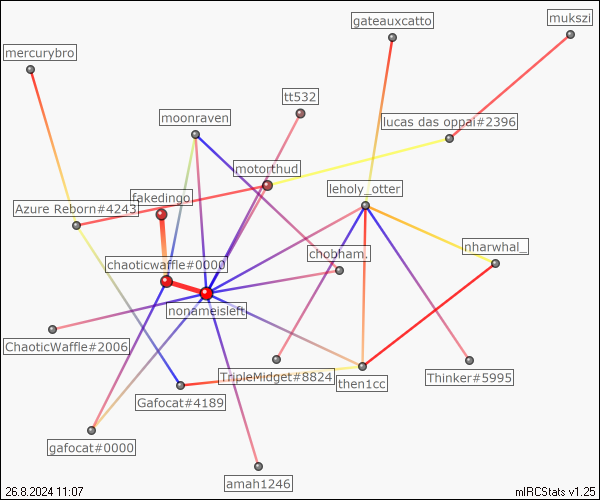 gateauxcatto
mukszi
mercurybro
tt532
moonraven
lucas das oppai#2396
motorthud
fakedingo
leholy_otter
Azure Reborn#4243
nharwhal_
chobham.
chaoticwaffle#0000
nonameisleft
ChaoticWaffle#2006
TripleMidget#8824
Thinker#5995
then1cc
Gafocat#4189
gafocat#0000
amah1246
26.8.2024 11:07
mIRCStats v1.25